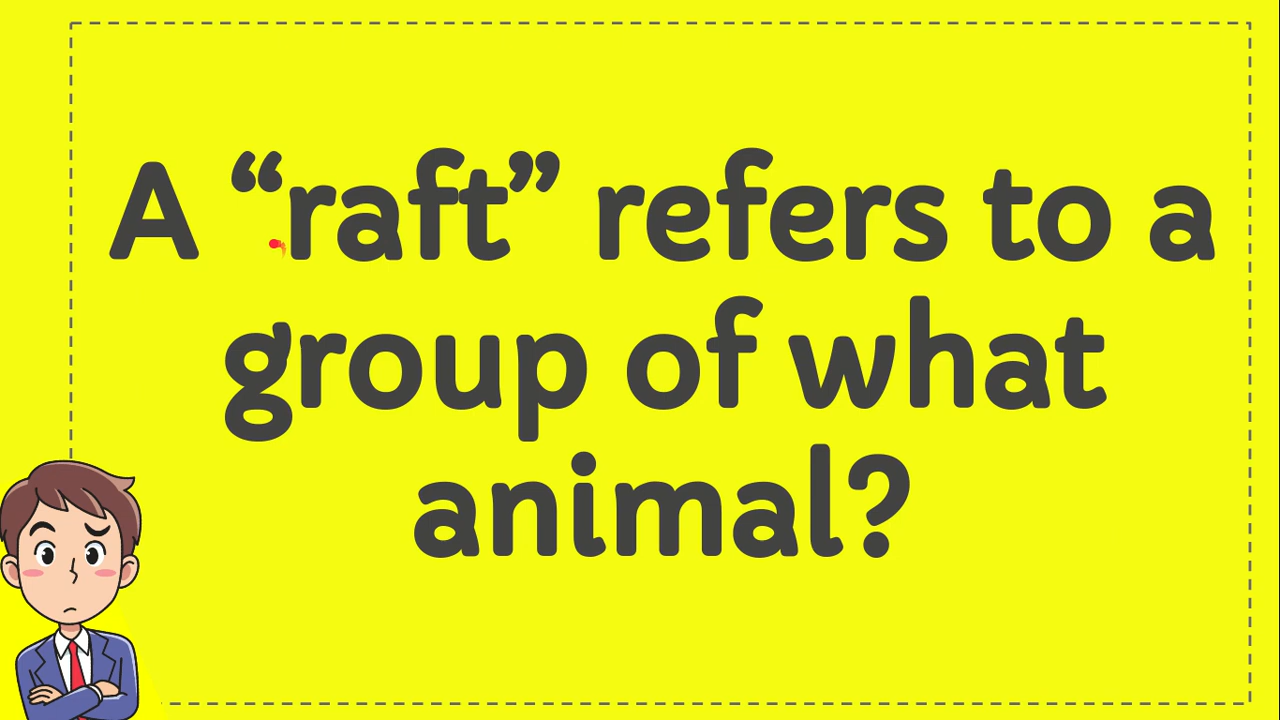 A “raft” refers to a
group of what
animal?